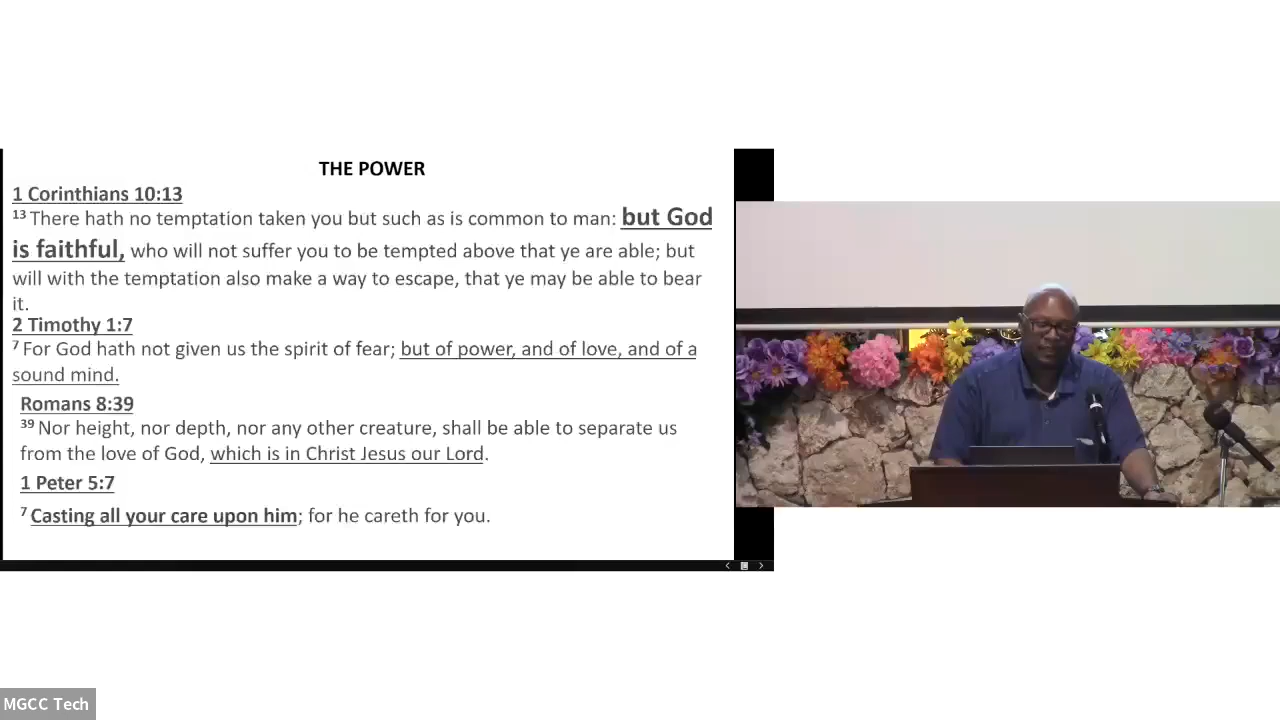 THE POWER
1 Corinthians 10:13
13 There hath no temptation taken you but such as is common to man: but God
is faithful, who will not suffer you to be tempted above that ye are able; but
will with the temptation also make a way to escape, that ye may be able to bear
it.
2 Timothy 1:7
7 For God hath not given us the spirit of fear; but of power, and of love, and of a
sound mind.
Romans 8:39
39 Nor height, nor depth, nor any other creature, shall be able to separate us
from the love of God, which is in Christ Jesus our Lord.
1 Peter 5:7
7 Casting all your care upon him; for he careth for you.
MGCC Tech